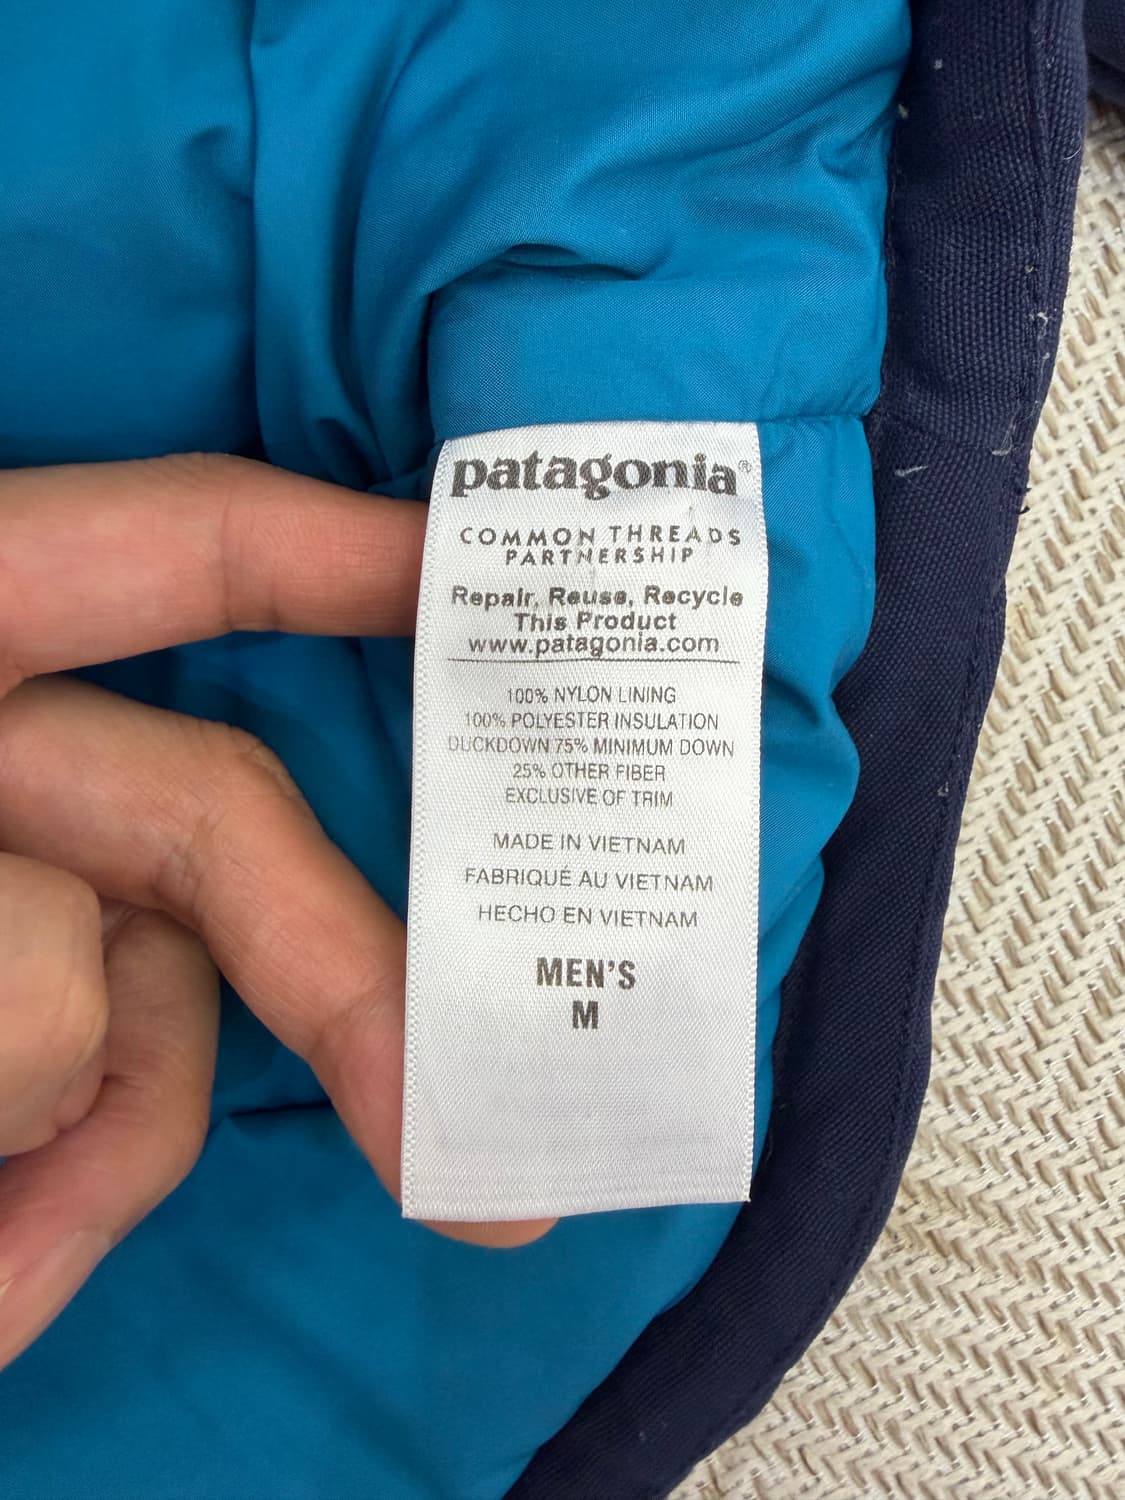 patagonia®
COMMON THREADS
PARTNERSHIP
Repair, Reuse, Recycle
This Product
www.patagonia.com
100% NYLON LINING
100% POLYESTER INSULATION
DUCKDOWN 75% MINIMUM DOWN
25% OTHER FIBER
EXCLUSIVE OF TRIM
MADE IN VIETNAM
FABRIQUÉ AU VIETNAM
HECHO EN VIETNAM
MEN'S
M